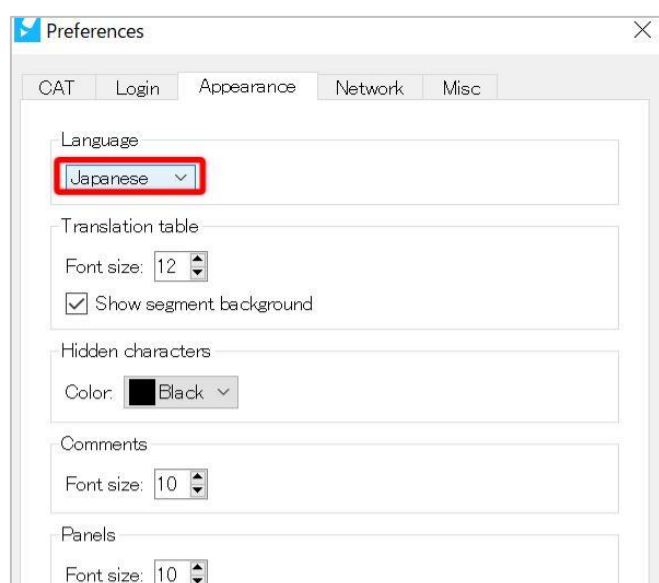 Preferences
CAT Login Appearance Network Misc
Language
Japanese
Translation table
Font size: 12
Show segment background
Hidden characters
Color: Black
Comments
Font size: 10
Panels
Font size: 10